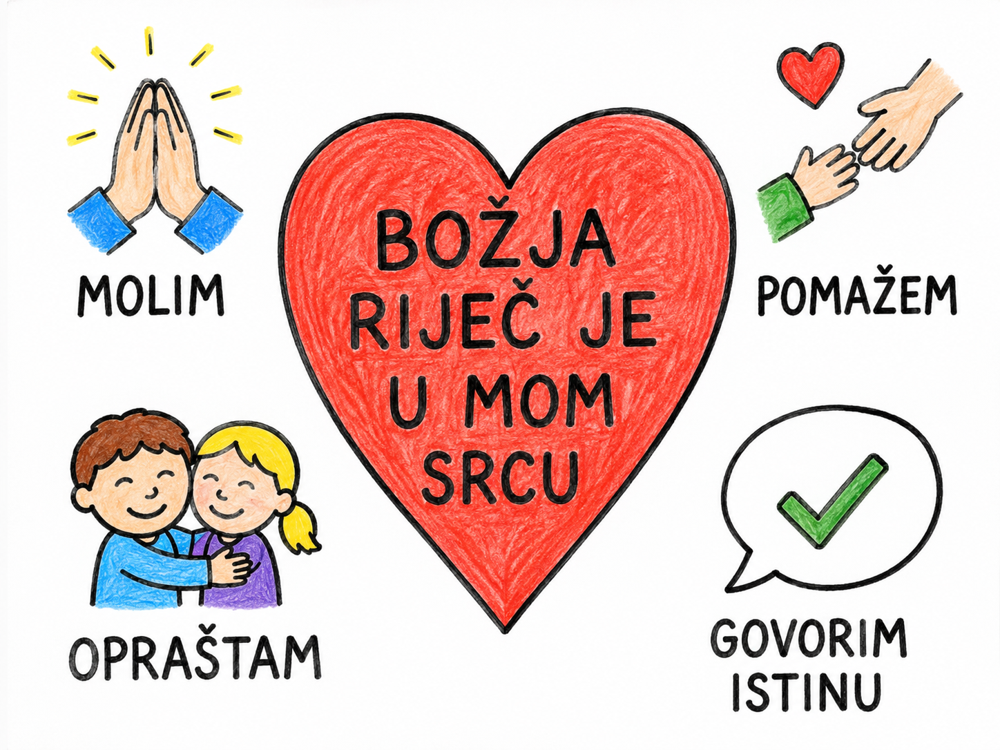 MOLIM
POMAŽEM
BOŽJA
RIJEČ JE
U MOM
SRCU
OPRAŠTAM
GOVORIM
ISTINU